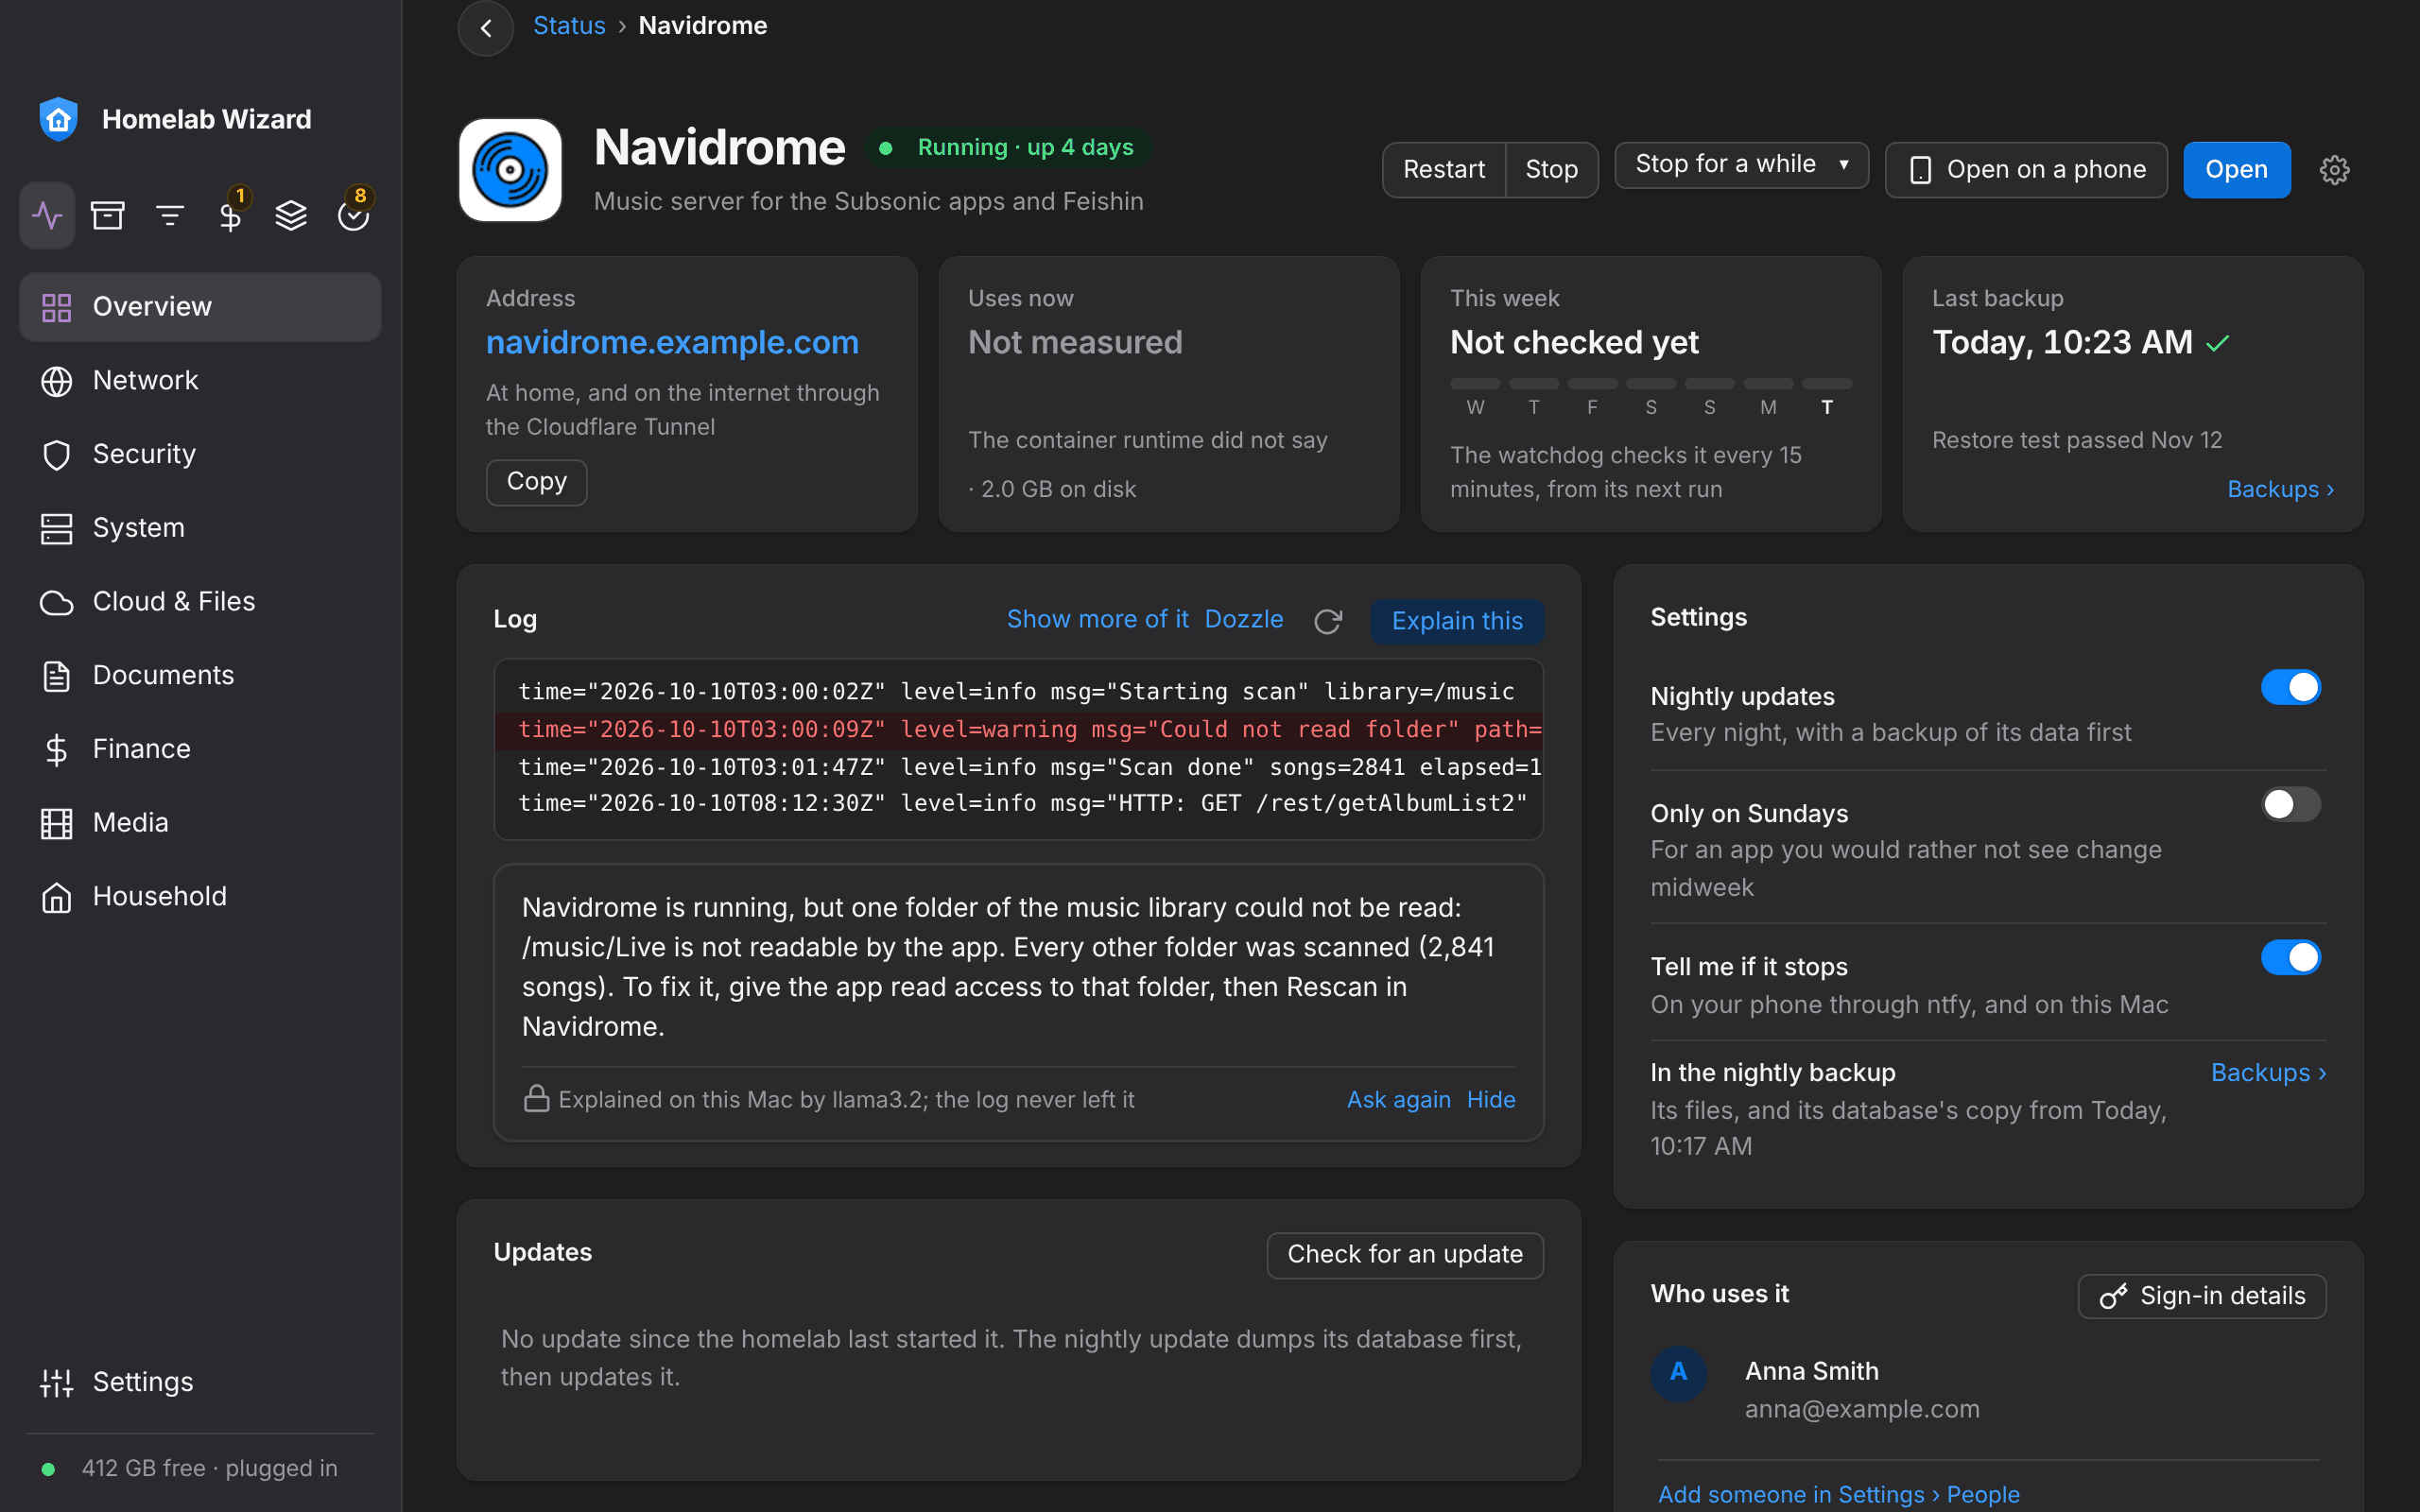 Status › Navidrome
Homelab Wizard
1
8
Overview
Network
Security
System
Cloud & Files
Documents
Finance
Media
Household
Settings
412 GB free · plugged in
Navidrome
Running · up 4 days
Music server for the Subsonic apps and Feishin
Restart
Stop
Stop for a while
Open on a phone
Open
Address
navidrome.example.com
At home, and on the internet through
the Cloudflare Tunnel
Copy
Uses now
Not measured
The container runtime did not say
· 2.0 GB on disk
This week
Not checked yet
W T F S S M T
The watchdog checks it every 15
minutes, from its next run
Last backup
Today, 10:23 AM
Restore test passed Nov 12
Backups ›
Log
Show more of it
Dozzle
Explain this
time="2026-10-10T03:00:02Z" level=info msg="Starting scan" library=/music
time="2026-10-10T03:00:09Z" level=warning msg="Could not read folder" path=
time="2026-10-10T03:01:47Z" level=info msg="Scan done" songs=2841 elapsed=1
time="2026-10-10T08:12:30Z" level=info msg="HTTP: GET /rest/getAlbumList2"
Navidrome is running, but one folder of the music library could not be read:
/music/Live is not readable by the app. Every other folder was scanned (2,841
songs). To fix it, give the app read access to that folder, then Rescan in
Navidrome.
Explained on this Mac by llama3.2; the log never left it
Ask again
Hide
Updates
Check for an update
No update since the homelab last started it. The nightly update dumps its database first,
then updates it.
Settings
Nightly updates
Every night, with a backup of its data first
Only on Sundays
For an app you would rather not see change
midweek
Tell me if it stops
On your phone through ntfy, and on this Mac
In the nightly backup
Backups ›
Its files, and its database's copy from Today,
10:17 AM
Who uses it
Sign-in details
A
Anna Smith
anna@example.com
Add someone in Settings › People